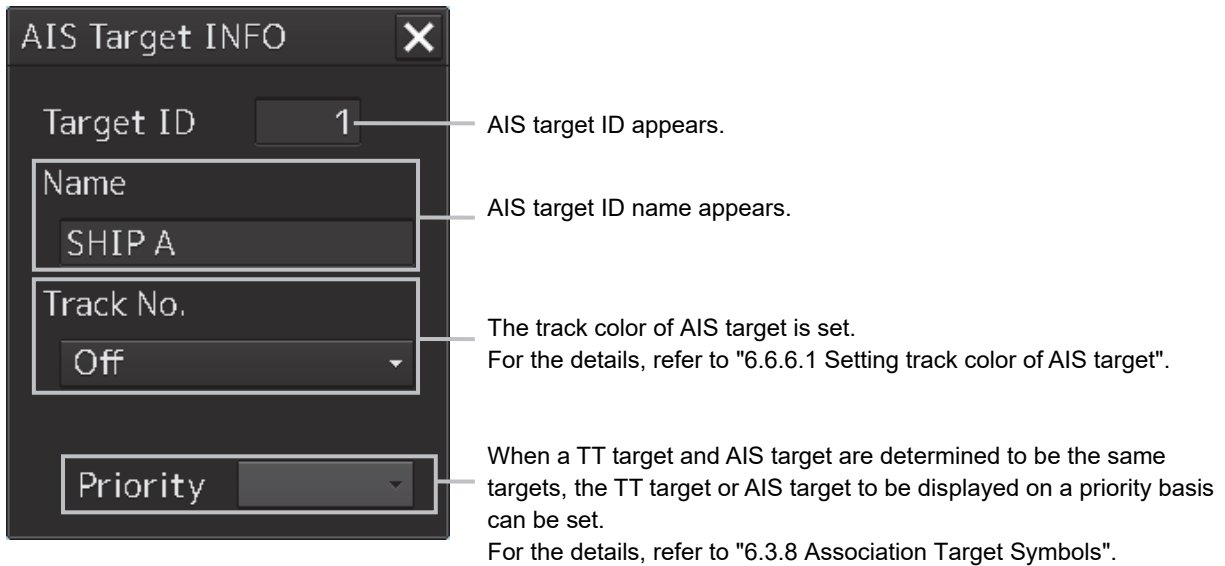 AIS Target INFO
Target ID 1
AIS target ID appears.
Name
AIS target ID name appears.
SHIP A
Track No.
The track color of AIS target is set.
For the details, refer to "6.6.6.1 Setting track color of AIS target".
Off
When a TT target and AIS target are determined to be the same
targets, the TT target or AIS target to be displayed on a priority basis
can be set.
For the details, refer to "6.3.8 Association Target Symbols".
Priority